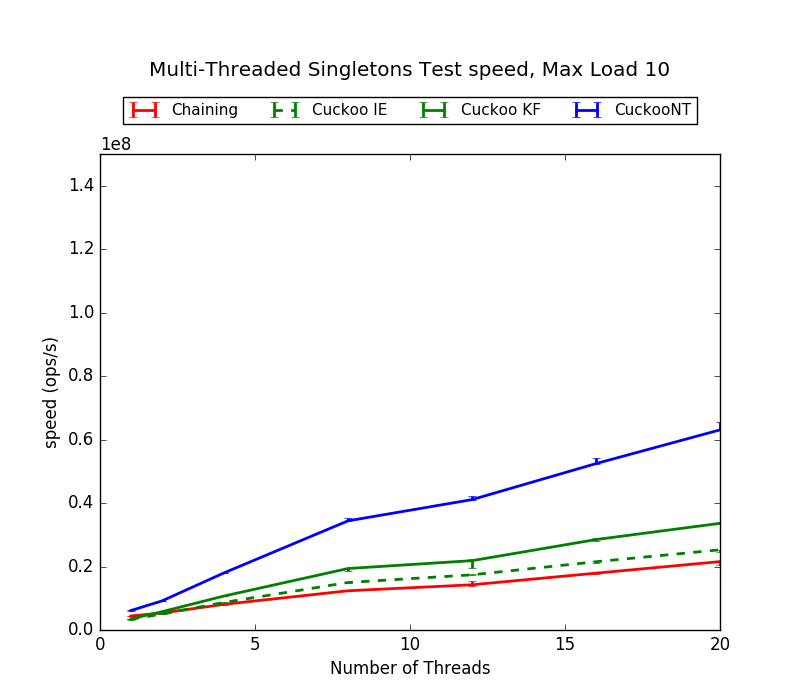 Multi-Threaded Singletons Test speed, Max Load 10
Chaining Cuckoo IE Cuckoo KF CuckooNT
1e8
1.4
1.2
1.0
0.8
0.6
0.4
0.2
0.0
speed (ops/s)
0 5 10 15 20
Number of Threads